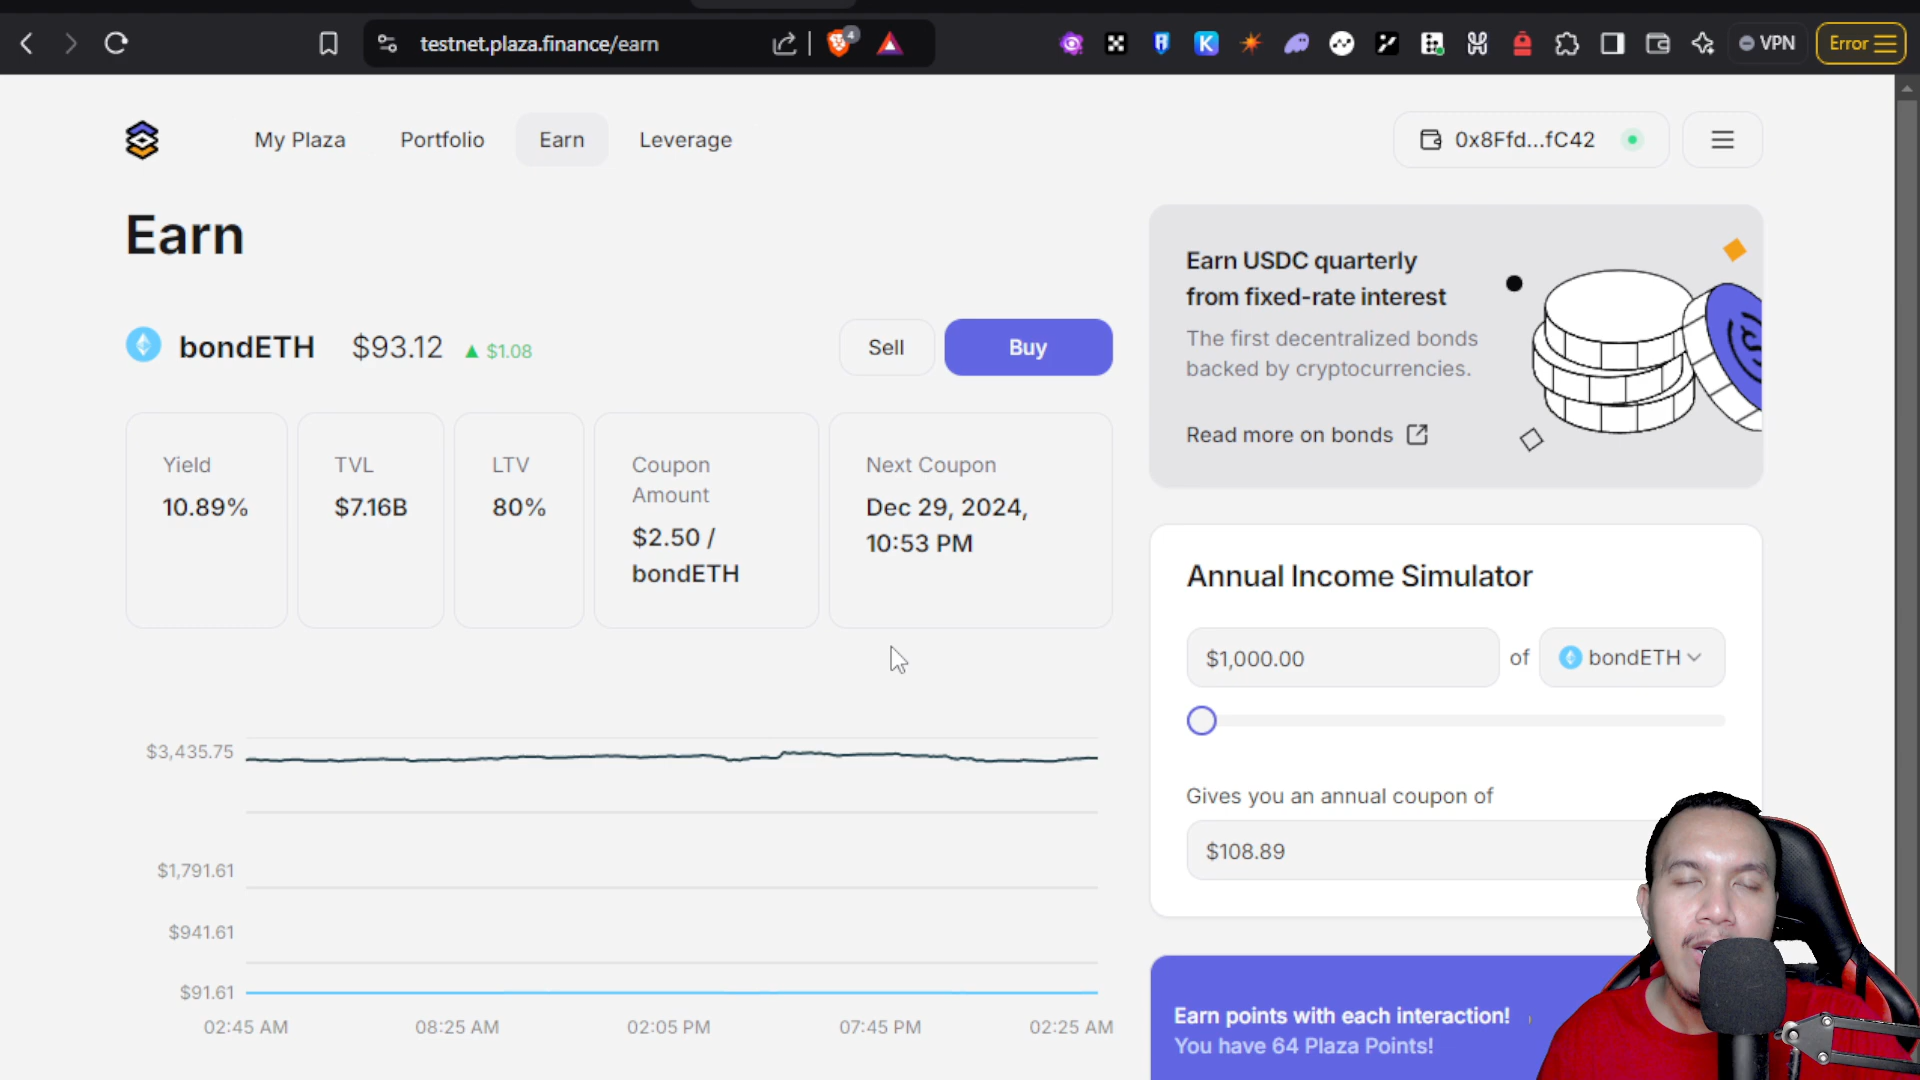 testnet.plaza.finance/earn
4
VPN
Error
My Plaza
Portfolio
Earn
Leverage
0x8Ffd...fC42
Earn
bondETH
$93.12
▲ $1.08
Sell
Buy
Yield
10.89%
TVL
$7.16B
LTV
80%
Coupon
Amount
$2.50 /
bondETH
Next Coupon
Dec 29, 2024,
10:53 PM
$3,435.75
$1,791.61
$941.61
$91.61
02:45 AM
08:25 AM
02:05 PM
07:45 PM
02:25 AM
Earn USDC quarterly
from fixed-rate interest
The first decentralized bonds
backed by cryptocurrencies.
Read more on bonds
Annual Income Simulator
$1,000.00
of
bondETH
Gives you an annual coupon of
$108.89
Earn points with each interaction!
You have 64 Plaza Points!